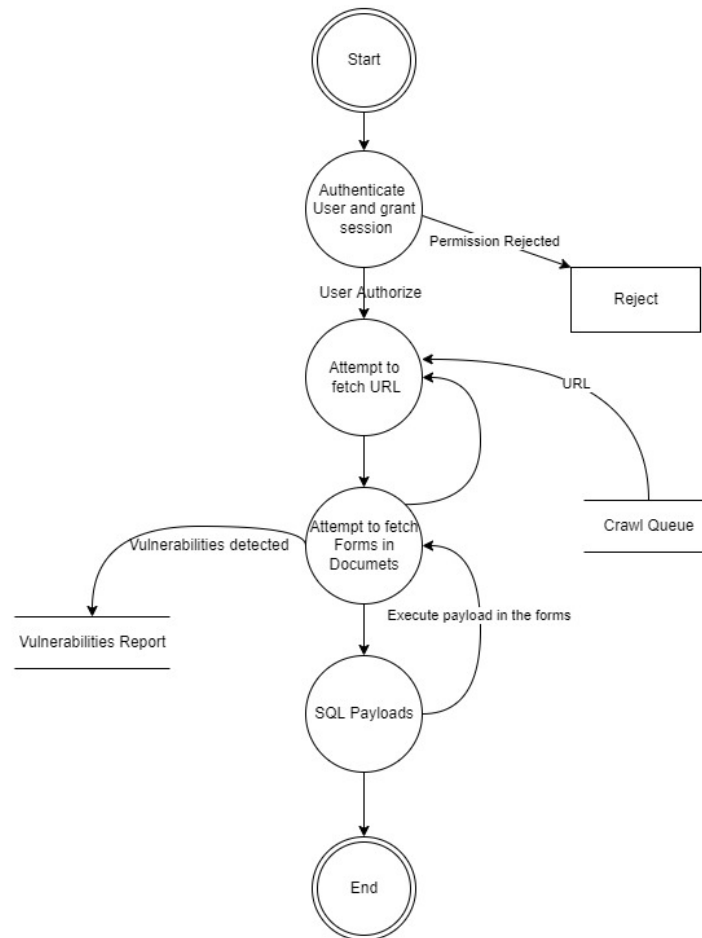 Start
Authenticate
User and grant
session
Permission Rejected
User Authorize
Reject
Attempt to
fetch URL
URL
Crawl Queue
Attempt to fetch
Forms in
Documets
Vulnerabilities detected
Vulnerabilities Report
Execute payload in the forms
SQL Payloads
End